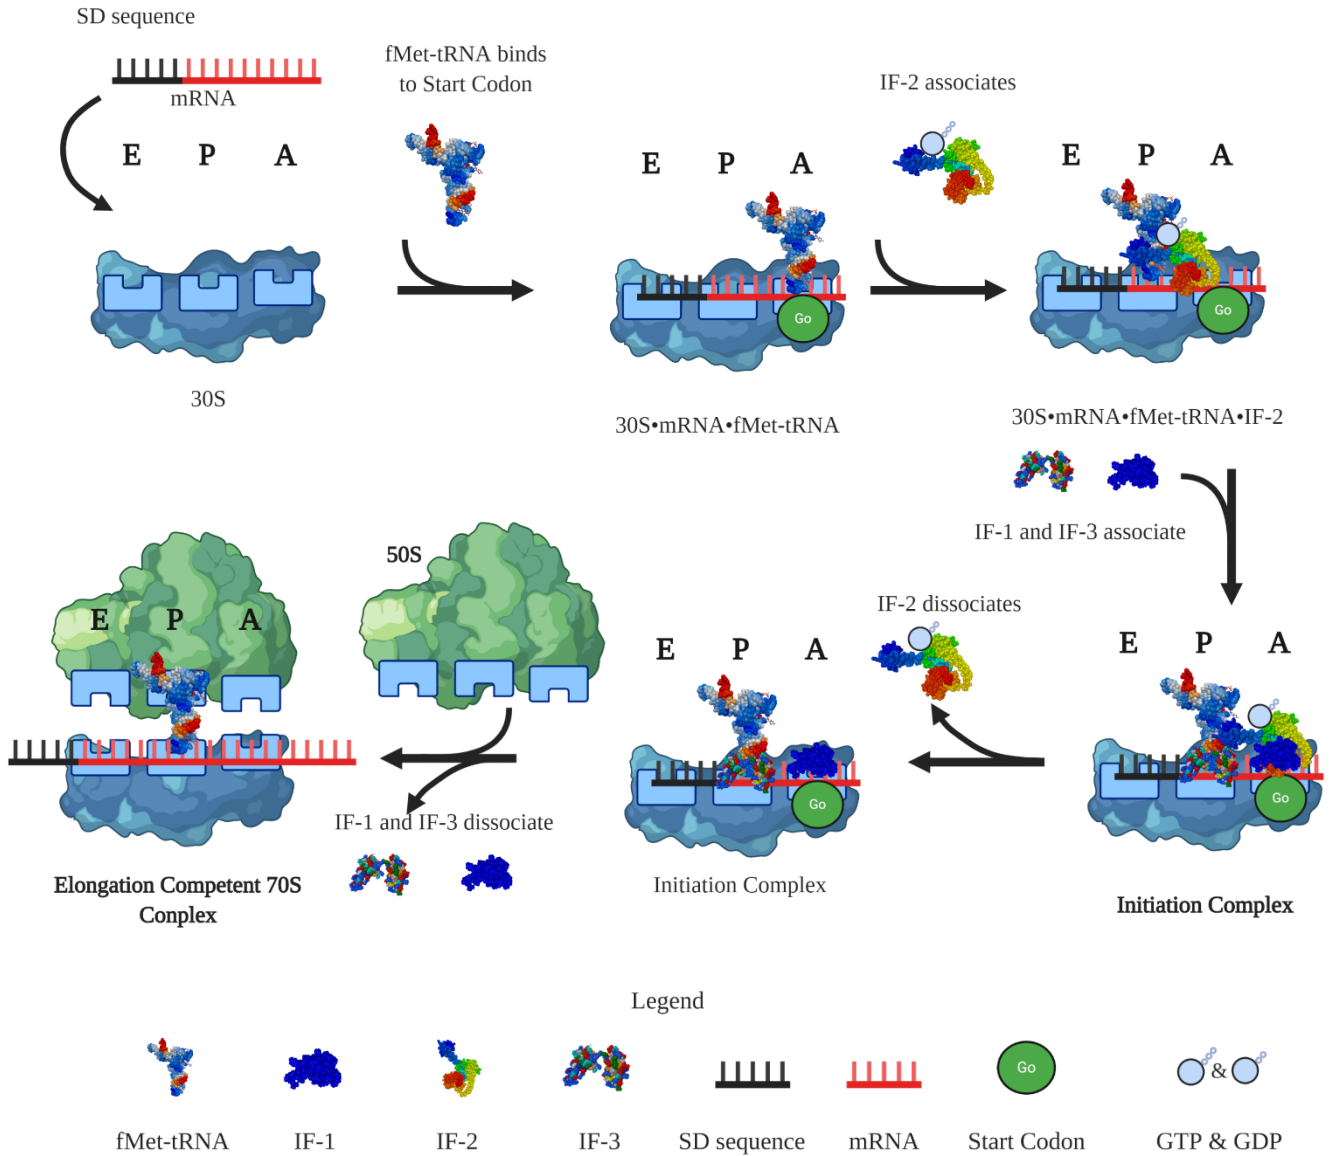 SD sequence
mRNA
E P A
30S
fMet-tRNA binds
to Start Codon
E P A
Go
30S•mRNA•fMet-tRNA
IF-2 associates
E P A
Go
30S•mRNA•fMet-tRNA•IF-2
IF-1 and IF-3 associate
E P A
Go
Initiation Complex
IF-2 dissociates
E P A
Go
Initiation Complex
50S
IF-1 and IF-3 dissociate
E P A
Elongation Competent 70S
Conplex
Legend
Go
&
fMet-tRNA
IF-1
IF-2
IF-3
SD sequence
mRNA
Start Codon
GTP & GDP